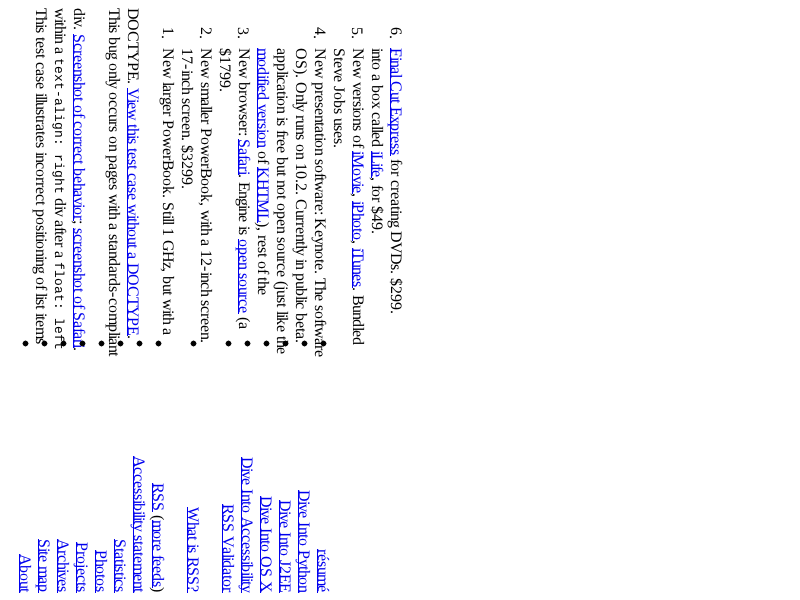 This test case illustrates incorrect positioning of list items
within a text-align: right div after a float: left
div. Screenshot of correct behavior; screenshot of Safari.
This bug only occurs on pages with a standards-compliant
DOCTYPE. View this test case without a DOCTYPE.
1. New larger PowerBook. Still 1 GHz, but with a
17-inch screen. $3299.
2. New smaller PowerBook, with a 12-inch screen.
$1799.
3. New browser: Safari. Engine is open source (a
modified version of KHTML), rest of the
application is free but not open source (just like the
OS). Only runs on 10.2. Currently in public beta.
4. New presentation software: Keynote. The software
Steve Jobs uses.
5. New versions of iMovie, iPhoto, iTunes. Bundled
into a box called iLife, for $49.
6. Final Cut Express for creating DVDs. $299.
About
Site map
Archives
Projects
Photos
Statistics
Accessibility statement
RSS (more feeds)
What is RSS?
RSS Validator
Dive Into Accessibility
Dive Into OS X
Dive Into J2EE
Dive Into Python
résumé